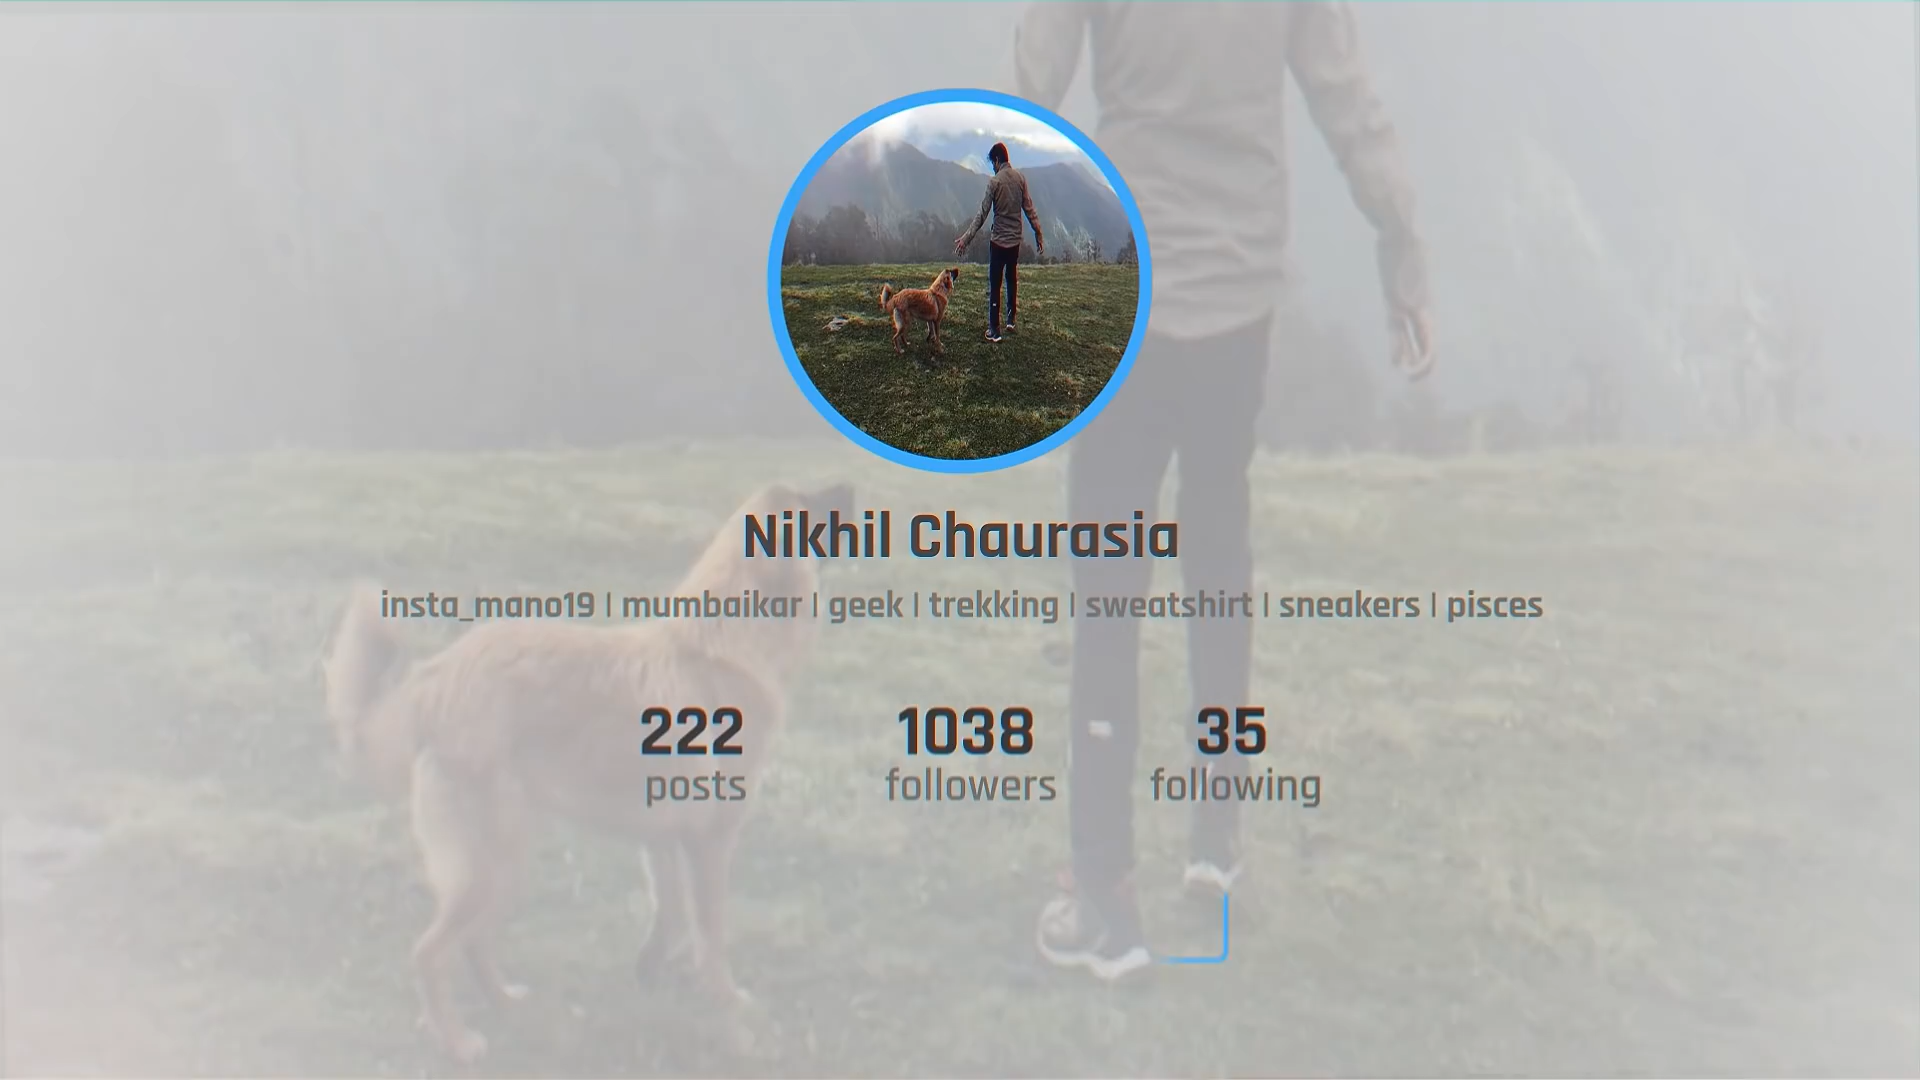 Nikhil Chaurasia
insta_mano19 | mumbaikar | geek | trekking | sweatshirt | sneakers | pisces
222 1038 35
posts followers following